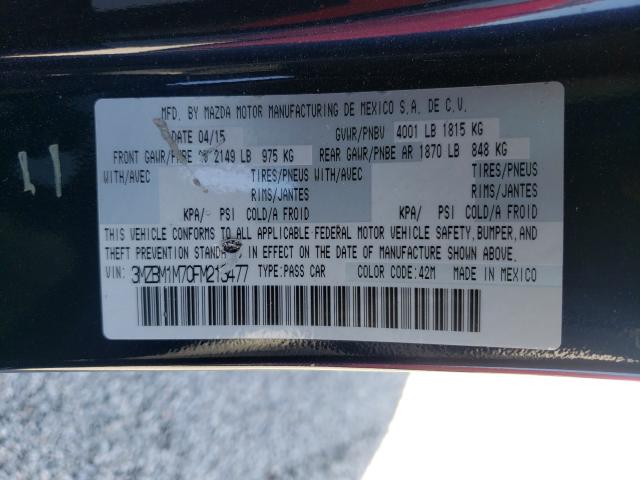 MFD. BY MAZDA MOTOR MANUFACTURING DE MEXICO S.A. DE C.V.
DATE 04/15 GVWR/PNBV 4001 LB 1815 KG
FRONT GAWR/PNBE 2149 LB 975 KG REAR GAWR/PNBE AR 1870 LB 848 KG
WITH/AVEC TIRES/PNEUS WITH/AVEC TIRES/PNEUS
RIMS/JANTES RIMS/JANTES
KPA/ PSI COLD/A FROID KPA/ PSI COLD/A FROID
THIS VEHICLE CONFORMS TO ALL APPLICABLE FEDERAL MOTOR VEHICLE SAFETY, BUMPER, AND
THEFT PREVENTION IN EFFECT ON THE DATE OF MANUFACTURE SHOWN ABOVE.
VIN: TYPE: PASS CAR COLOR CODE: 42M MADE IN MEXICO